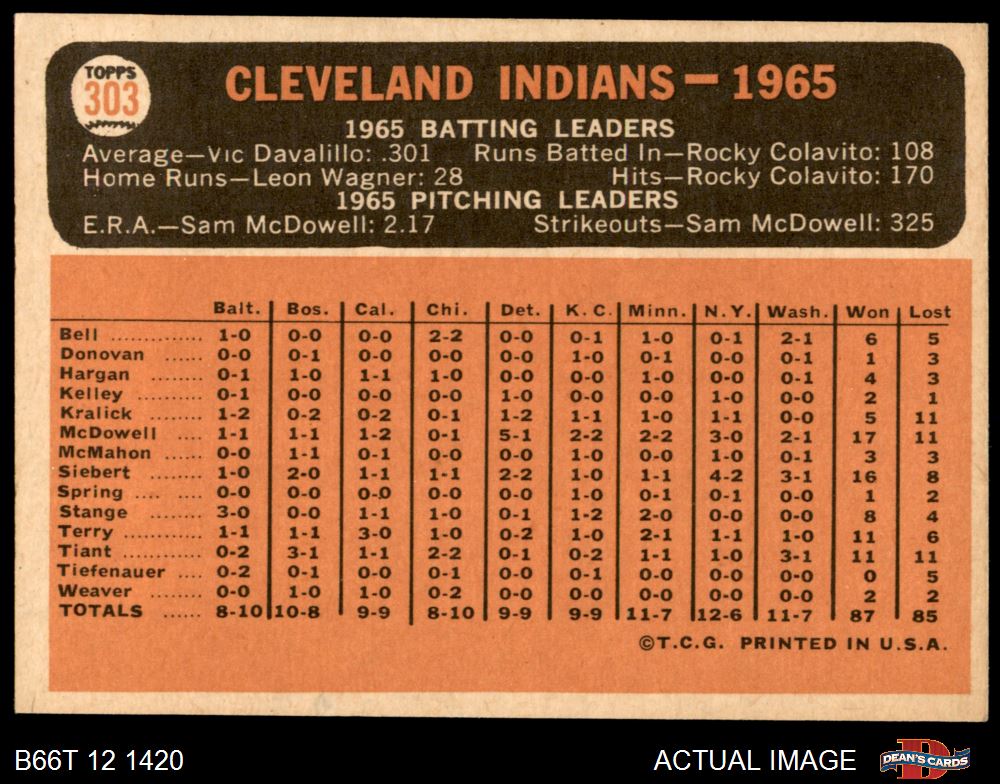 TOPPS
303
CLEVELAND INDIANS — 1965
1965 BATTING LEADERS
Average—Vic Davalillo: .301 Runs Batted In—Rocky Colavito: 108
Home Runs—Leon Wagner: 28 Hits—Rocky Colavito: 170
1965 PITCHING LEADERS
E.R.A.—Sam McDowell: 2.17 Strikeouts—Sam McDowell: 325
Balt. Bos. Cal. Chi. Det. K.C. Minn. N.Y. Wash. Won Lost
Bell .............. 1-0 0-0 0-0 2-2 0-0 0-1 1-0 0-1 2-1 6 5
Donovan ........ 0-0 0-1 0-0 0-0 0-0 1-0 0-1 0-0 0-1 1 3
Hargan ........ 0-1 1-0 1-1 1-0 0-0 0-0 1-0 0-0 0-1 4 3
Kelley .......... 0-1 0-0 0-0 0-0 1-0 0-0 0-0 1-0 0-0 2 1
Kralick ........ 1-2 0-2 0-2 0-1 1-2 1-1 1-0 1-1 0-0 5 11
McDowell .... 1-1 1-1 1-2 0-1 5-1 2-2 2-2 3-0 2-1 17 11
McMahon ...... 0-0 1-1 0-1 0-0 0-0 1-0 0-0 1-0 0-1 3 3
Siebert ........ 1-0 2-0 1-1 1-1 2-2 1-0 1-1 4-2 3-1 16 8
Spring .... .... 0-0 0-0 0-0 0-0 0-0 1-0 0-1 0-1 0-0 1 2
Stange ........ 3-0 0-0 1-1 1-0 0-1 1-2 2-0 0-0 0-0 8 4
Terry ............ 1-1 1-1 3-0 1-0 0-2 1-0 2-1 1-1 1-0 11 6
Tiant ............ 0-2 3-1 1-1 2-2 0-1 0-2 1-1 1-0 3-1 11 11
Tiefenauer .... 0-2 0-1 0-0 0-1 0-0 0-1 0-0 0-0 0-0 0 5
Weaver ........ 0-0 1-0 1-0 0-2 0-0 0-0 0-0 0-0 0-0 2 2
TOTALS ...... 8-10 10-8 9-9 8-10 9-9 9-9 11-7 12-6 11-7 87 85
©T.C.G. PRINTED IN U.S.A.
B66T 12 1420 ACTUAL IMAGE DEAN'S CARDS